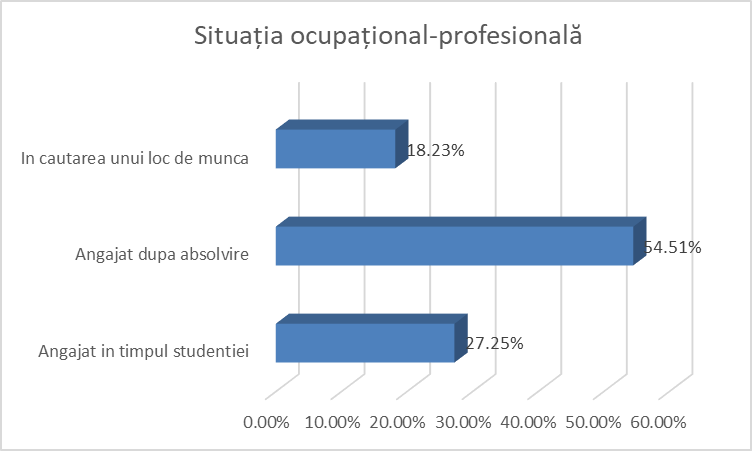 Situația ocupațional-profesională
In cautarea unui loc de munca
18.23%
Angajat dupa absolvire
54.51%
Angajat in timpul studentiei
27.25%
0.00% 10.00% 20.00% 30.00% 40.00% 50.00% 60.00%